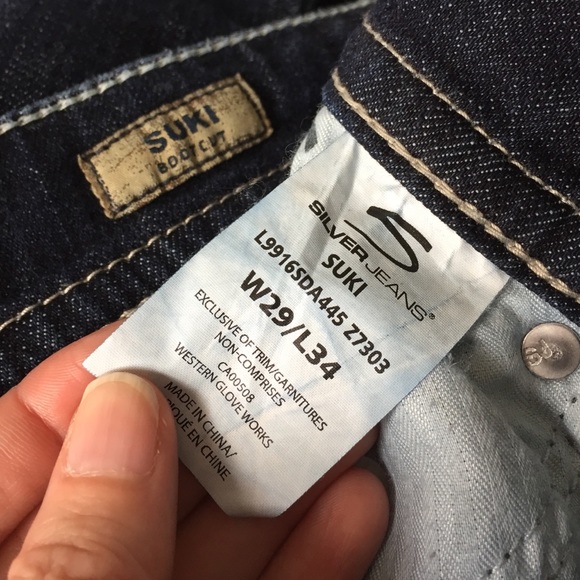 SUKI
BOOTCUT
SILVER JEANS®
SUKI
L9916SDA445 Z7303
W29/L34
EXCLUSIVE OF TRIM/GARNITURES
NON-COMPRISES
CA00508
WESTERN GLOVE WORKS
MADE IN CHINA/
QUÉ EN CHINE